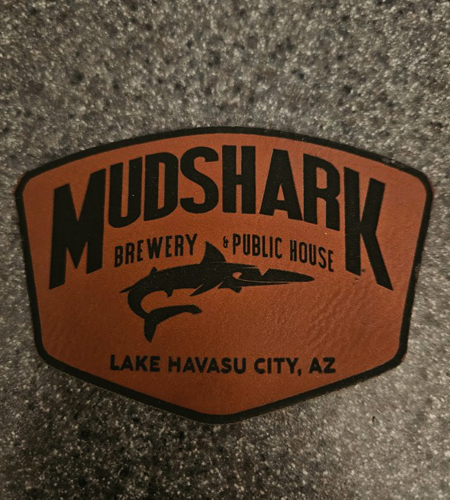 MUDSHARK
BREWERY & PUBLIC HOUSE
LAKE HAVASU CITY, AZ